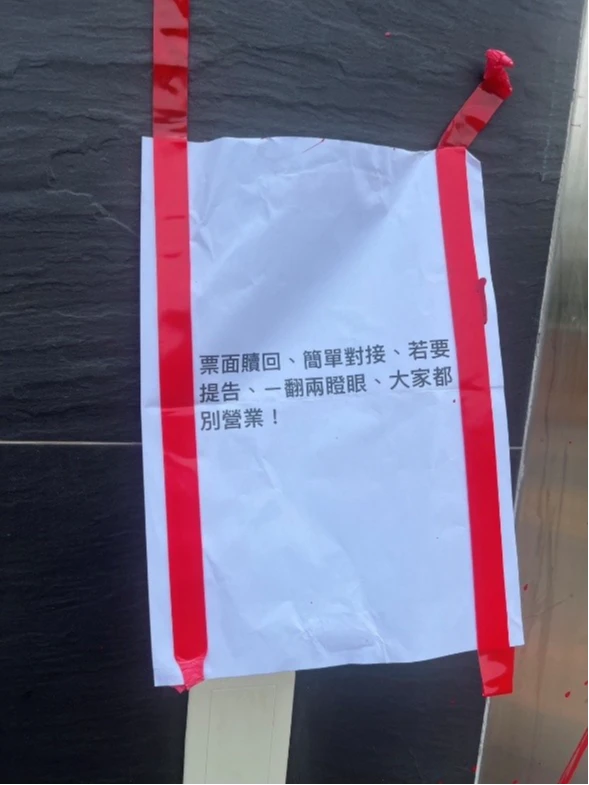 票面贖回、簡單對接、若要
提告、一翻兩瞪眼、大家都
別營業！